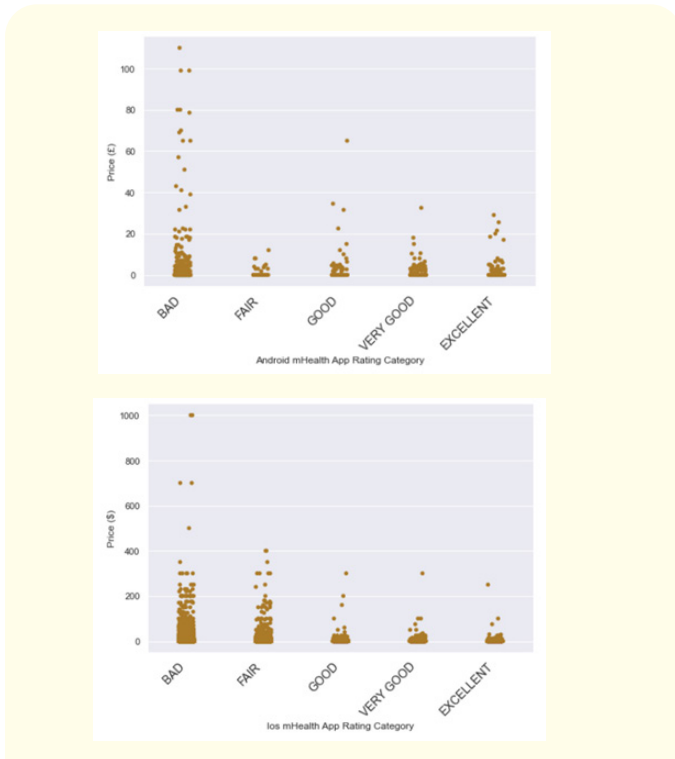 100
80
60
40
20
0
Price (£)
BAD
FAIR
GOOD
VERY GOOD
EXCELLENT
Android mHealth App Rating Category
1000
800
600
400
200
0
Price ($)
BAD
FAIR
GOOD
VERY GOOD
EXCELLENT
Ios mHealth App Rating Category